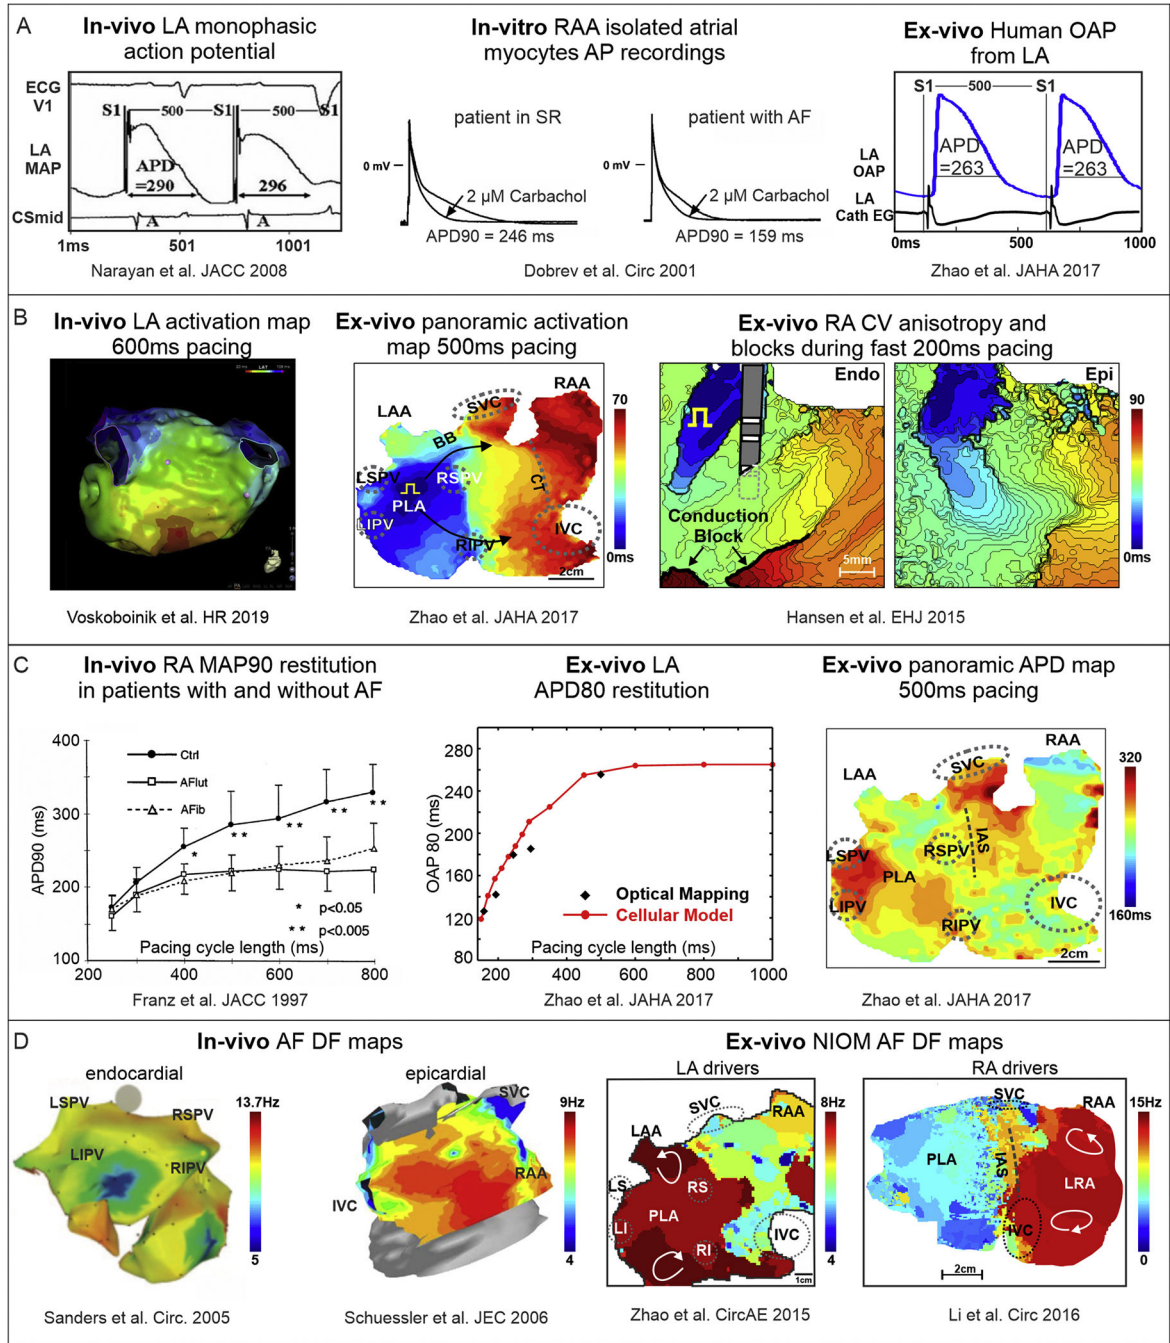 A
In-vivo LA monophasic
action potential
ECG
V1
S1
500
S1
500
S1
LA
MAP
APD
=290
296
CSmid
A
A
1ms
501
1001
Narayan et al. JACC 2008
In-vitro RAA isolated atrial
myocytes AP recordings
patient in SR
patient with AF
0 mV
0 mV
2 µM Carbachol
2 µM Carbachol
APD90 = 246 ms
APD90 = 159 ms
Dobrev et al. Circ 2001
Ex-vivo Human OAP
from LA
S1
500
S1
LA
OAP
APD
=263
APD
=263
LA
Cath EG
0ms
500
1000
Zhao et al. JAHA 2017
B
In-vivo LA activation map
600ms pacing
LAT
Voskoboinik et al. HR 2019
Ex-vivo panoramic activation
map 500ms pacing
RAA
70
SVC
LAA
BB
LSPV
RSPV
CT
PLA
LIPV
IVC
RIPV
2cm
0ms
Zhao et al. JAHA 2017
Ex-vivo RA CV anisotropy and
blocks during fast 200ms pacing
Endo
Epi
90
Conduction
Block
5mm
0ms
Hansen et al. EHJ 2015
C
In-vivo RA MAP90 restitution
in patients with and without AF
400
300
200
100
APD90 (ms)
Ctrl
AFlut
AFib
*
* *
* *
* *
* *
* p<0.05
* * p<0.005
Pacing cycle length (ms)
200
400
600
800
Franz et al. JACC 1997
Ex-vivo LA
APD80 restitution
280
240
200
160
120
80
OAP 80 (ms)
Optical Mapping
Cellular Model
Pacing cycle length (ms)
200
400
600
800
1000
Zhao et al. JAHA 2017
Ex-vivo panoramic APD map
500ms pacing
RAA
320
SVC
LAA
IAS
LSPV
RSPV
PLA
LIPV
IVC
RIPV
160ms
2cm
Zhao et al. JAHA 2017
D
In-vivo AF DF maps
endocardial
LSPV
RSPV
LIPV
RIPV
13.7Hz
5
Sanders et al. Circ. 2005
epicardial
SVC
RAA
IVC
9Hz
4
Schuessler et al. JEC 2006
Ex-vivo NIOM AF DF maps
LA drivers
SVC
RAA
LAA
LS
RS
PLA
LI
RI
IVC
1cm
8Hz
4
Zhao et al. CircAE 2015
RA drivers
SVC
RAA
PLA
IAS
LRA
IVC
2cm
15Hz
0
Li et al. Circ 2016